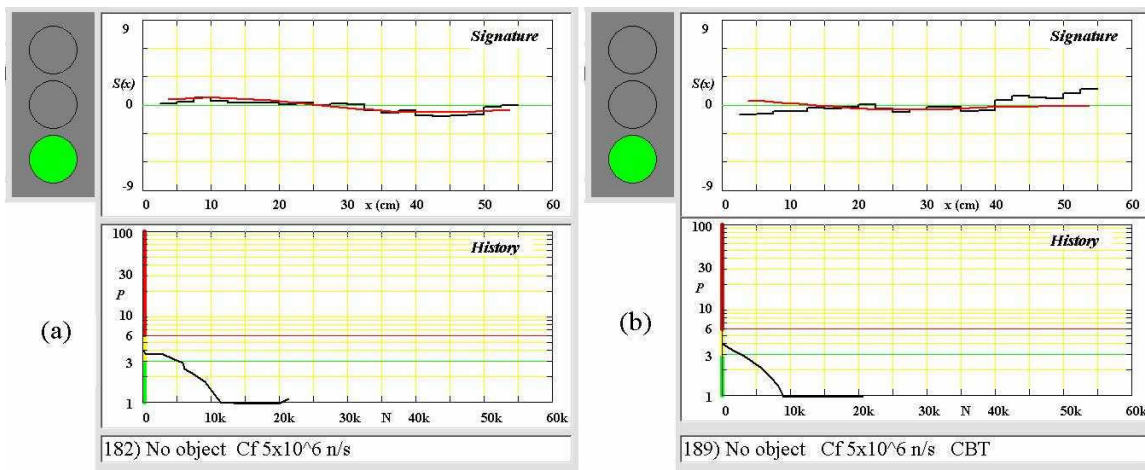 9
Signature
S(x)
0
-9
0 10 20 30 x (cm) 40 50 60
100
History
30
P
10
6
3
1
0 10k 20k 30k N 40k 50k 60k
182) No object Cf 5x10^6 n/s
(a)
9
Signature
S(x)
0
-9
0 10 20 30 x (cm) 40 50 60
100
History
30
P
10
6
3
1
0 10k 20k 30k N 40k 50k 60k
189) No object Cf 5x10^6 n/s CBT
(b)